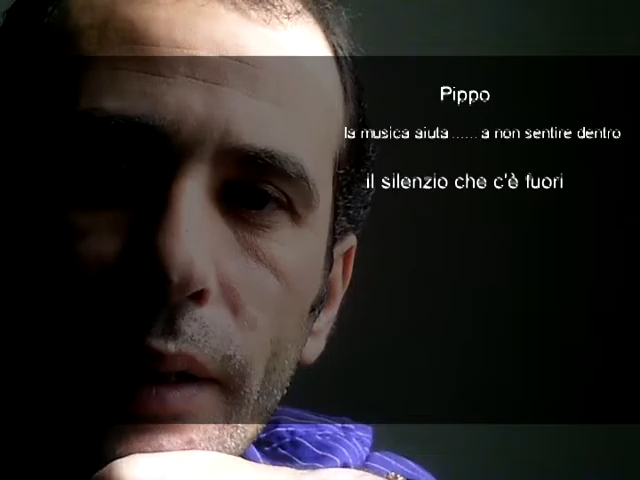 Pippo
la musica aiuta ...... a non sentire dentro
il silenzio che c'è fuori